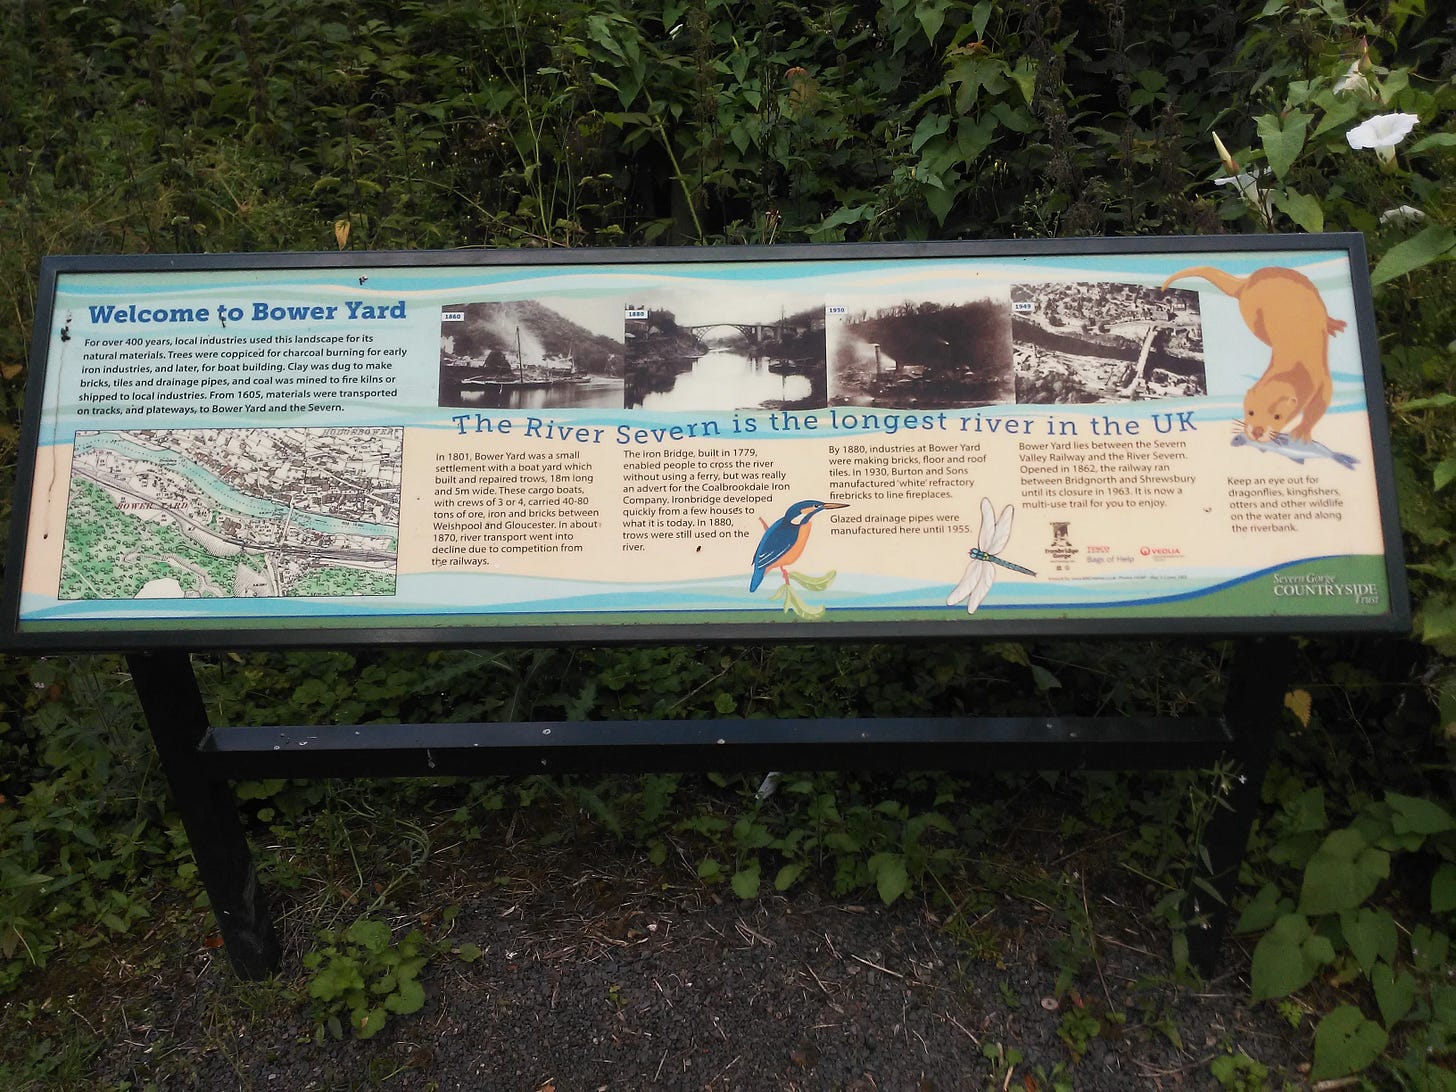 Welcome to Bower Yard
For over 400 years, local industries used this landscape for its
natural materials. Trees were coppiced for charcoal burning for early
iron industries, and later, for boat building. Clay was dug to make
bricks, tiles and drainage pipes, and coal was mined to fire kilns or
shipped to local industries. From 1605, materials were transported
on tracks, and plateways, to Bower Yard and the Severn.
BOWER YARD
1860
1880
1930
1949
The River Severn is the longest river in the UK
In 1801, Bower Yard was a small
settlement with a boat yard which
built and repaired trows, 18m long
and 5m wide. These cargo boats,
with crews of 3 or 4, carried 40-80
tons of ore, iron and bricks between
Welshpool and Gloucester. In about
1870, river transport went into
decline due to competition from
the railways.
The iron Bridge, built in 1779,
enabled people to cross the river
without using a ferry, but was really
an advert for the Coalbrookdale Iron
Company. Ironbridge developed
quickly from a few houses to
what it is today. In 1880,
trows were still used on the
river.
By 1880, industries at Bower Yard
were making bricks, floor and roof
tiles. In 1930, Burton and Sons
manufactured 'white' refractory
firebricks to line fireplaces.
Glazed drainage pipes were
manufactured here until 1955.
Bower Yard lies between the Severn
Valley Railway and the River Severn.
Opened in 1862, the railway ran
between Bridgnorth and Shrewsbury
until its closure in 1963. It is now a
multi-use trail for you to enjoy.
Ironbridge
Gorge
TESCO
Bags of Help
VEOLIA
Keep an eye out for
dragonflies, kingfishers,
otters and other wildlife
on the water and along
the riverbank.
Severn Gorge
COUNTRYSIDE
Trust